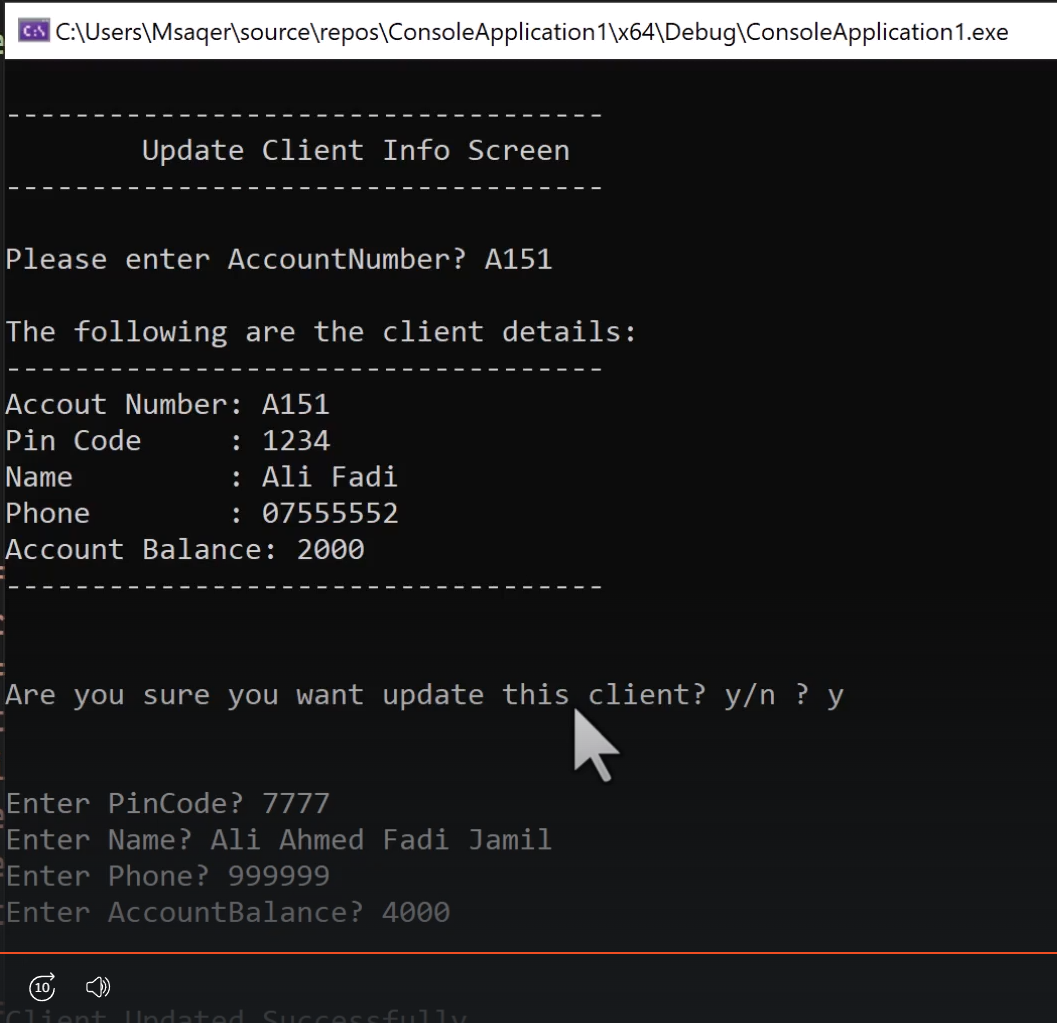 C:\Users\Msaqer\source\repos\ConsoleApplication1\x64\Debug\ConsoleApplication1.exe
-----------------------------------
Update Client Info Screen
-----------------------------------
Please enter AccountNumber? A151
The following are the client details:
-----------------------------------
Accout Number: A151
Pin Code     : 1234
Name         : Ali Fadi
Phone        : 07555552
Account Balance: 2000
-----------------------------------
Are you sure you want update this client? y/n ? y
Enter PinCode? 7777
Enter Name? Ali Ahmed Fadi Jamil
Enter Phone? 999999
Enter AccountBalance? 4000
10
Client Updated Successfully